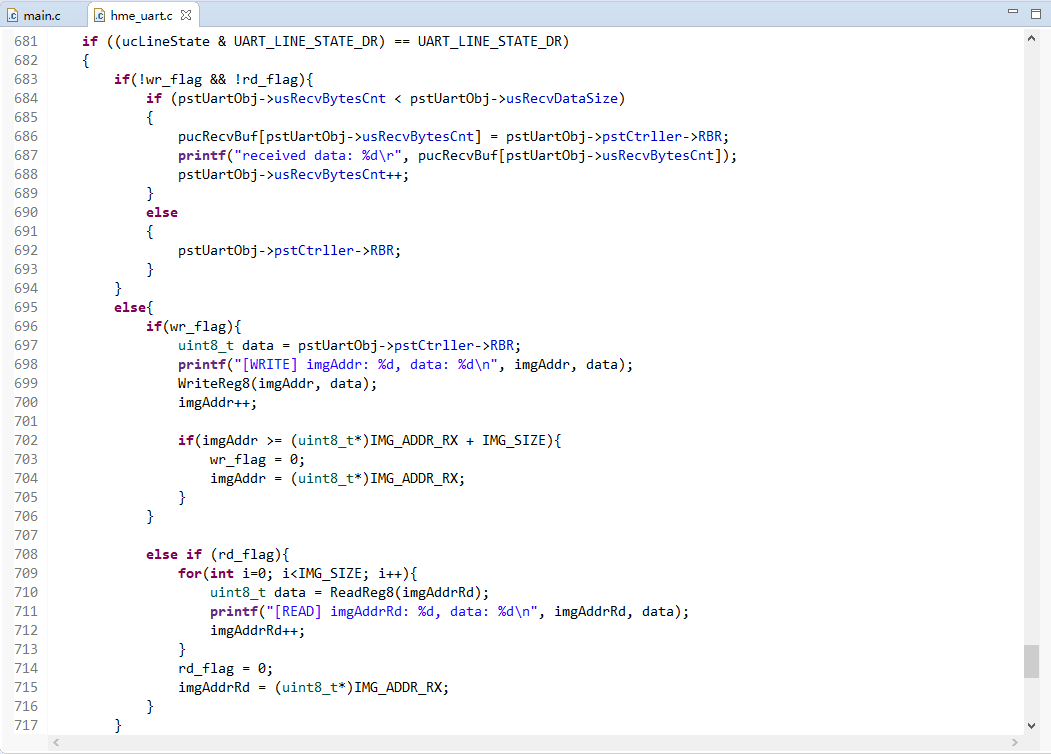 main.c hme_uart.c
681 if ((ucLineState & UART_LINE_STATE_DR) == UART_LINE_STATE_DR)
682 {
683 if(!wr_flag && !rd_flag){
684 if (pstUartObj->usRecvBytesCnt < pstUartObj->usRecvDataSize)
685 {
686 pucRecvBuf[pstUartObj->usRecvBytesCnt] = pstUartObj->pstCtrller->RBR;
687 printf("received data: %d\r", pucRecvBuf[pstUartObj->usRecvBytesCnt]);
688 pstUartObj->usRecvBytesCnt++;
689 }
690 else
691 {
692 pstUartObj->pstCtrller->RBR;
693 }
694 }
695 else{
696 if(wr_flag){
697 uint8_t data = pstUartObj->pstCtrller->RBR;
698 printf("[WRITE] imgAddr: %d, data: %d\n", imgAddr, data);
699 WriteReg8(imgAddr, data);
700 imgAddr++;
701
702 if(imgAddr >= (uint8_t*)IMG_ADDR_RX + IMG_SIZE){
703 wr_flag = 0;
704 imgAddr = (uint8_t*)IMG_ADDR_RX;
705 }
706 }
707
708 else if (rd_flag){
709 for(int i=0; i<IMG_SIZE; i++){
710 uint8_t data = ReadReg8(imgAddrRd);
711 printf("[READ] imgAddrRd: %d, data: %d\n", imgAddrRd, data);
712 imgAddrRd++;
713 }
714 rd_flag = 0;
715 imgAddrRd = (uint8_t*)IMG_ADDR_RX;
716 }
717 }